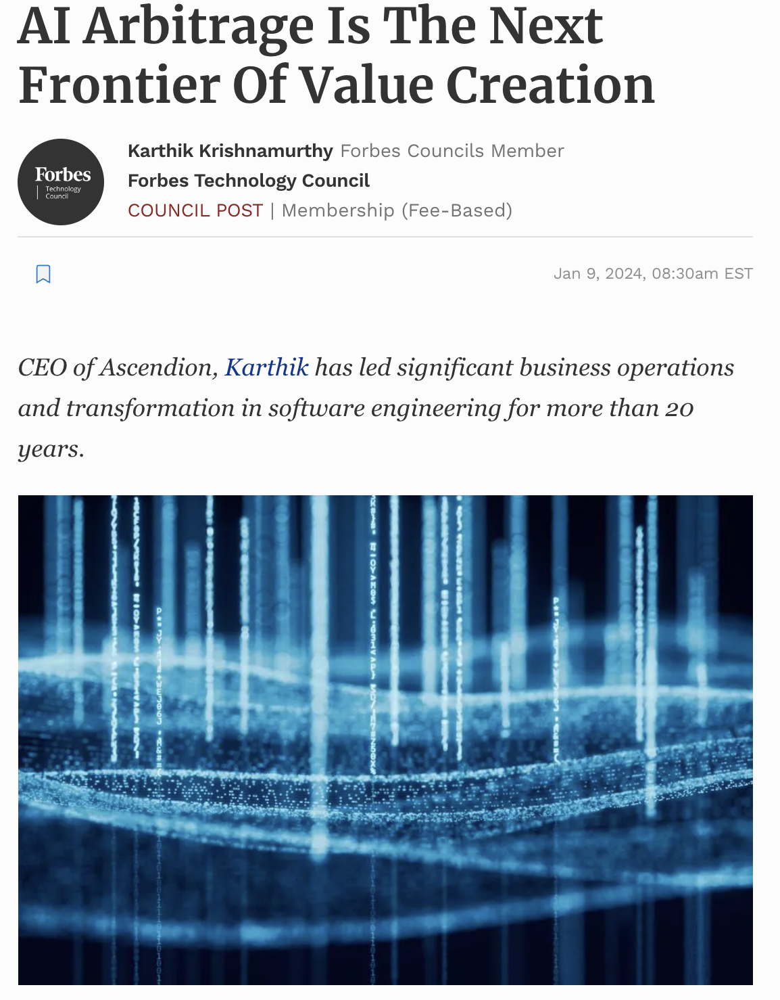 AI Arbitrage Is The Next
Frontier Of Value Creation
Forbes
Technology
Council
Karthik Krishnamurthy Forbes Councils Member
Forbes Technology Council
COUNCIL POST | Membership (Fee-Based)
Jan 9, 2024, 08:30am EST
CEO of Ascendion, Karthik has led significant business operations
and transformation in software engineering for more than 20
years.